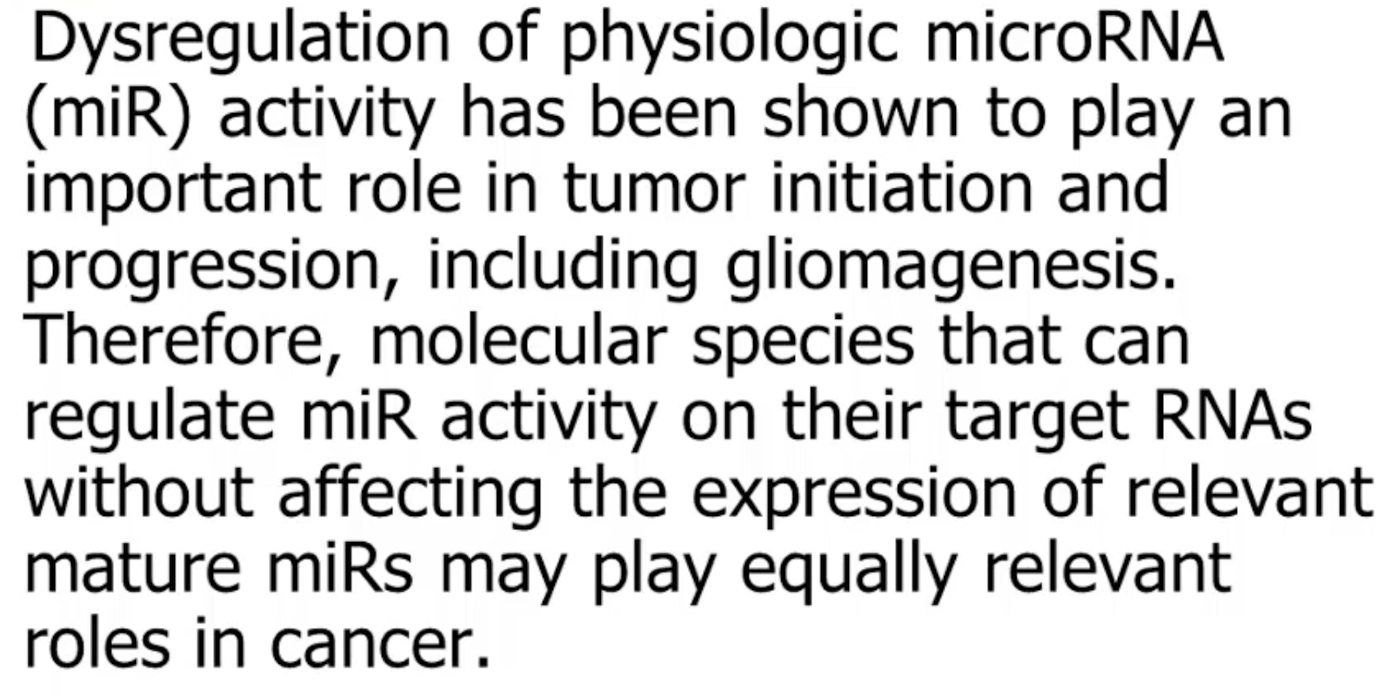 Dysregulation of physiologic microRNA
(miR) activity has been shown to play an
important role in tumor initiation and
progression, including gliomagenesis.
Therefore, molecular species that can
regulate miR activity on their target RNAs
without affecting the expression of relevant
mature miRs may play equally relevant
roles in cancer.